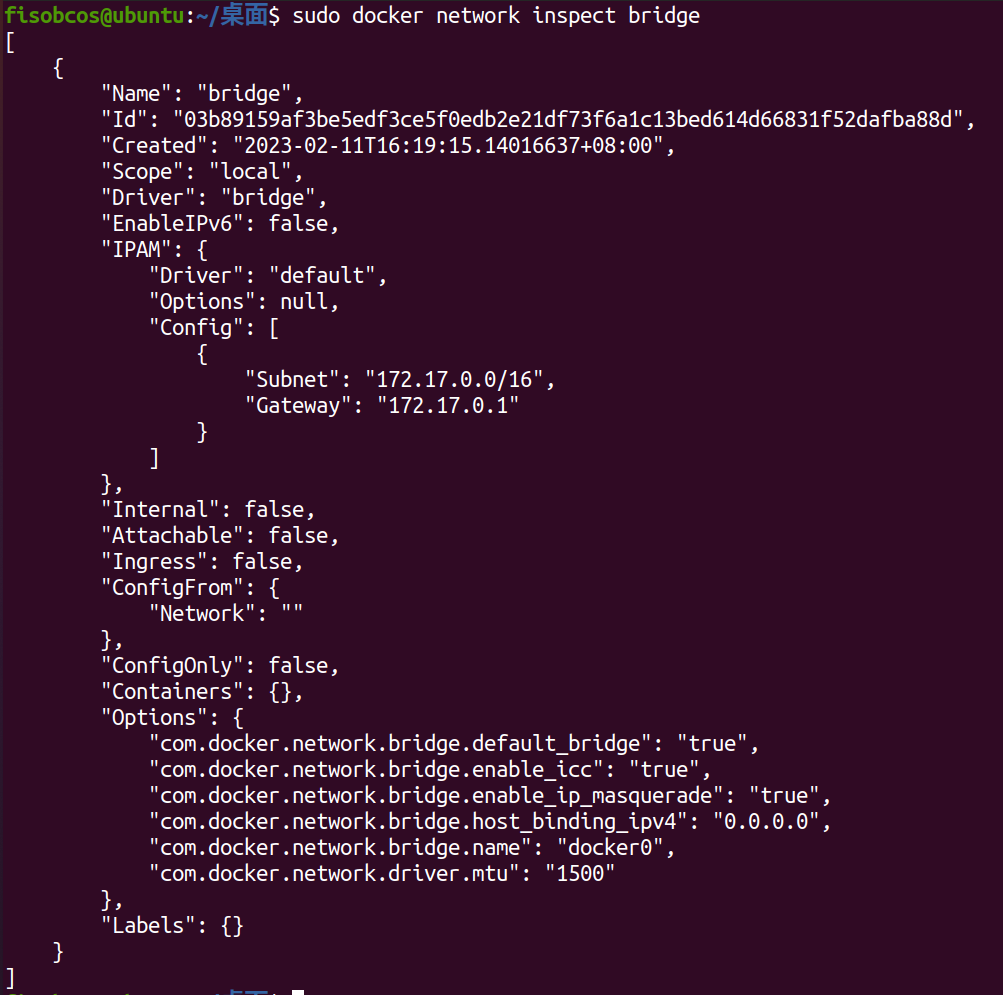 fisobcos@ubuntu:~/桌面$ sudo docker network inspect bridge
[
    {
        "Name": "bridge",
        "Id": "03b89159af3be5edf3ce5f0edb2e21df73f6a1c13bed614d66831f52dafba88d",
        "Created": "2023-02-11T16:19:15.14016637+08:00",
        "Scope": "local",
        "Driver": "bridge",
        "EnableIPv6": false,
        "IPAM": {
            "Driver": "default",
            "Options": null,
            "Config": [
                {
                    "Subnet": "172.17.0.0/16",
                    "Gateway": "172.17.0.1"
                }
            ]
        },
        "Internal": false,
        "Attachable": false,
        "Ingress": false,
        "ConfigFrom": {
            "Network": ""
        },
        "ConfigOnly": false,
        "Containers": {},
        "Options": {
            "com.docker.network.bridge.default_bridge": "true",
            "com.docker.network.bridge.enable_icc": "true",
            "com.docker.network.bridge.enable_ip_masquerade": "true",
            "com.docker.network.bridge.host_binding_ipv4": "0.0.0.0",
            "com.docker.network.bridge.name": "docker0",
            "com.docker.network.driver.mtu": "1500"
        },
        "Labels": {}
    }
]